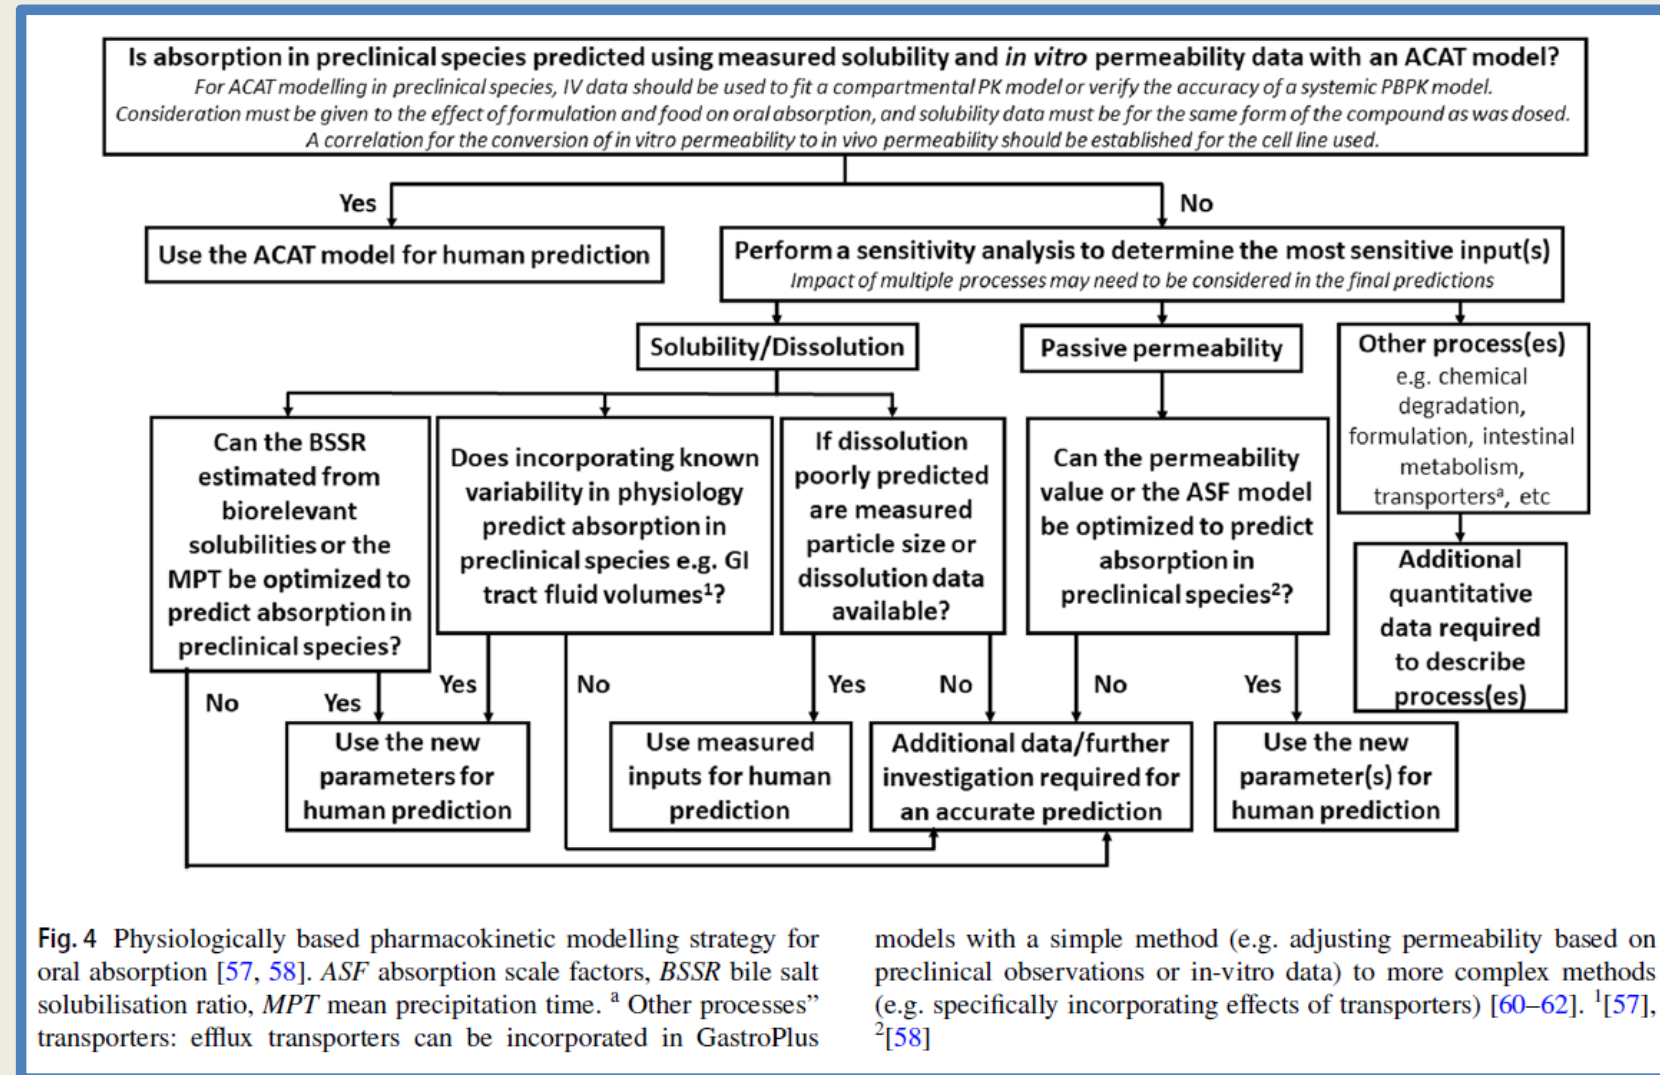 Is absorption in preclinical species predicted using measured solubility and in vitro permeability data with an ACAT model?
For ACAT modelling in preclinical species, IV data should be used to fit a compartmental PK model or verify the accuracy of a systemic PBPK model.
Consideration must be given to the effect of formulation and food on oral absorption, and solubility data must be for the same form of the compound as was dosed.
A correlation for the conversion of in vitro permeability to in vivo permeability should be established for the cell line used.
Yes
No
Use the ACAT model for human prediction
Perform a sensitivity analysis to determine the most sensitive input(s)
Impact of multiple processes may need to be considered in the final predictions
Solubility/Dissolution
Passive permeability
Other process(es)
e.g. chemical
degradation,
formulation, intestinal
metabolism,
transportersᵃ, etc
Can the BSSR
estimated from
biorelevant
solubilities or the
MPT be optimized to
predict absorption in
preclinical species?
Does incorporating known
variability in physiology
predict absorption in
preclinical species e.g. GI
tract fluid volumes¹?
If dissolution
poorly predicted
are measured
particle size or
dissolution data
available?
Can the permeability
value or the ASF model
be optimized to predict
absorption in
preclinical species²?
Additional
quantitative
data required
to describe
process(es)
No
Yes
Yes
No
Yes
No
No
Yes
Use the new
parameters for
human prediction
Use measured
inputs for human
prediction
Additional data/further
investigation required for
an accurate prediction
Use the new
parameter(s) for
human prediction
Fig. 4 Physiologically based pharmacokinetic modelling strategy for
oral absorption [57, 58]. ASF absorption scale factors, BSSR bile salt
solubilisation ratio, MPT mean precipitation time. ᵃ Other processes”
transporters: efflux transporters can be incorporated in GastroPlus
models with a simple method (e.g. adjusting permeability based on
preclinical observations or in-vitro data) to more complex methods
(e.g. specifically incorporating effects of transporters) [60–62]. ¹[57],
²[58]